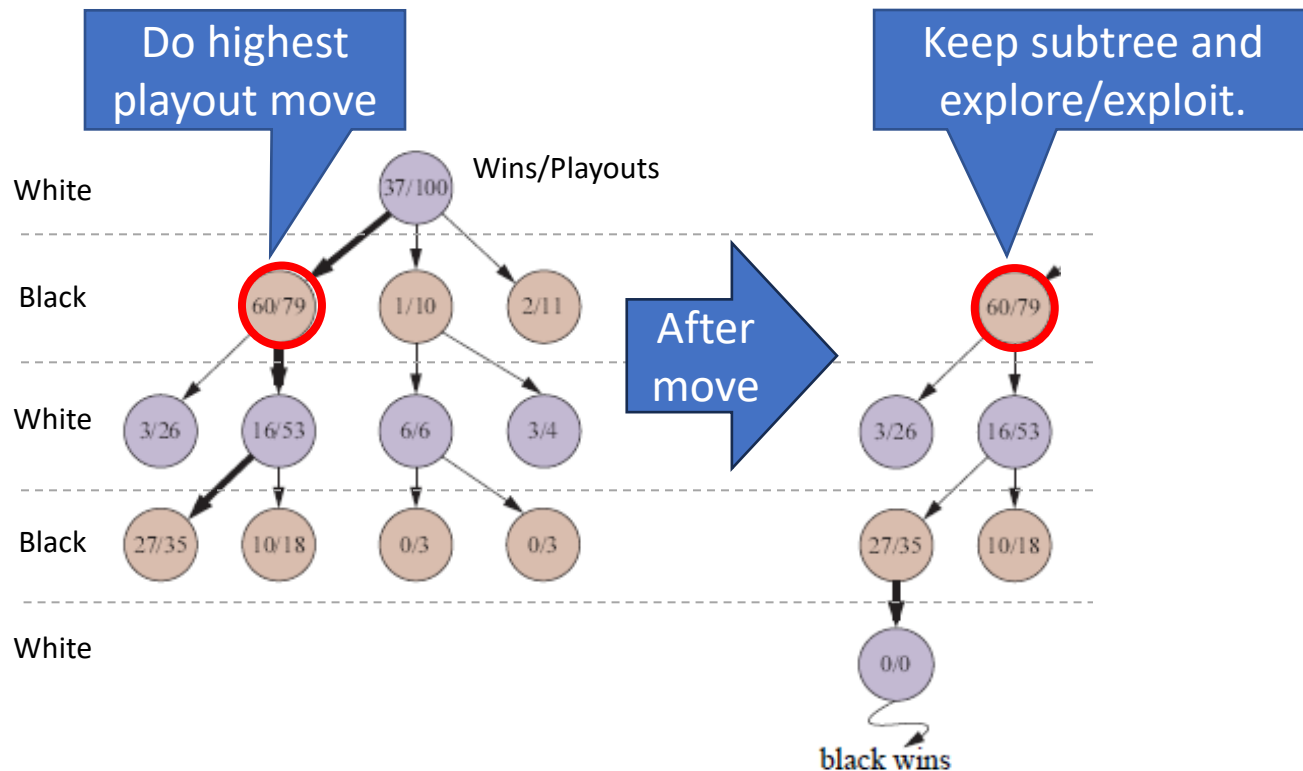 Do highest
playout move
Keep subtree and
explore/exploit.
Wins/Playouts
White
37/100
Black
60/79
1/10
2/11
After
move
60/79
White
3/26
16/53
6/6
3/4
3/26
16/53
Black
27/35
10/18
0/3
0/3
27/35
10/18
White
0/0
black wins